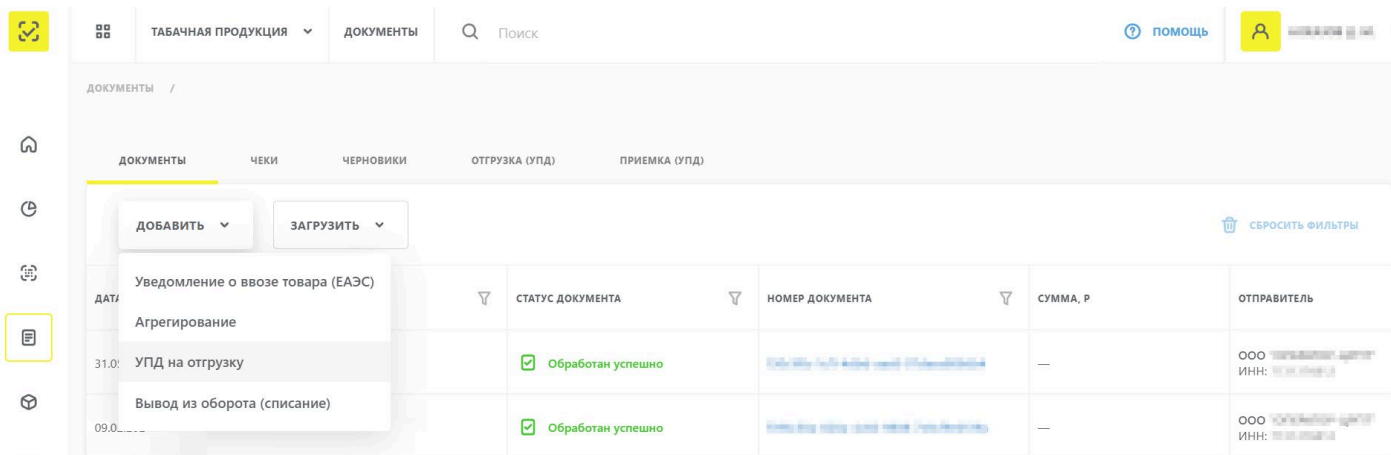 ТАБАЧНАЯ ПРОДУКЦИЯ ДОКУМЕНТЫ Поиск ПОМОЩЬ
ДОКУМЕНТЫ /
ДОКУМЕНТЫ ЧЕКИ ЧЕРНОВИКИ ОТГРУЗКА (УПД) ПРИЕМКА (УПД)
ДОБАВИТЬ ЗАГРУЗИТЬ СБРОСИТЬ ФИЛЬТРЫ
Уведомление о ввозе товара (ЕАЭС)
Агрегирование
УПД на отгрузку
Вывод из оборота (списание)
СТАТУС ДОКУМЕНТА НОМЕР ДОКУМЕНТА СУММА, Р ОТПРАВИТЕЛЬ
Обработан успешно — ООО
ИНН:
Обработан успешно — ООО
ИНН: